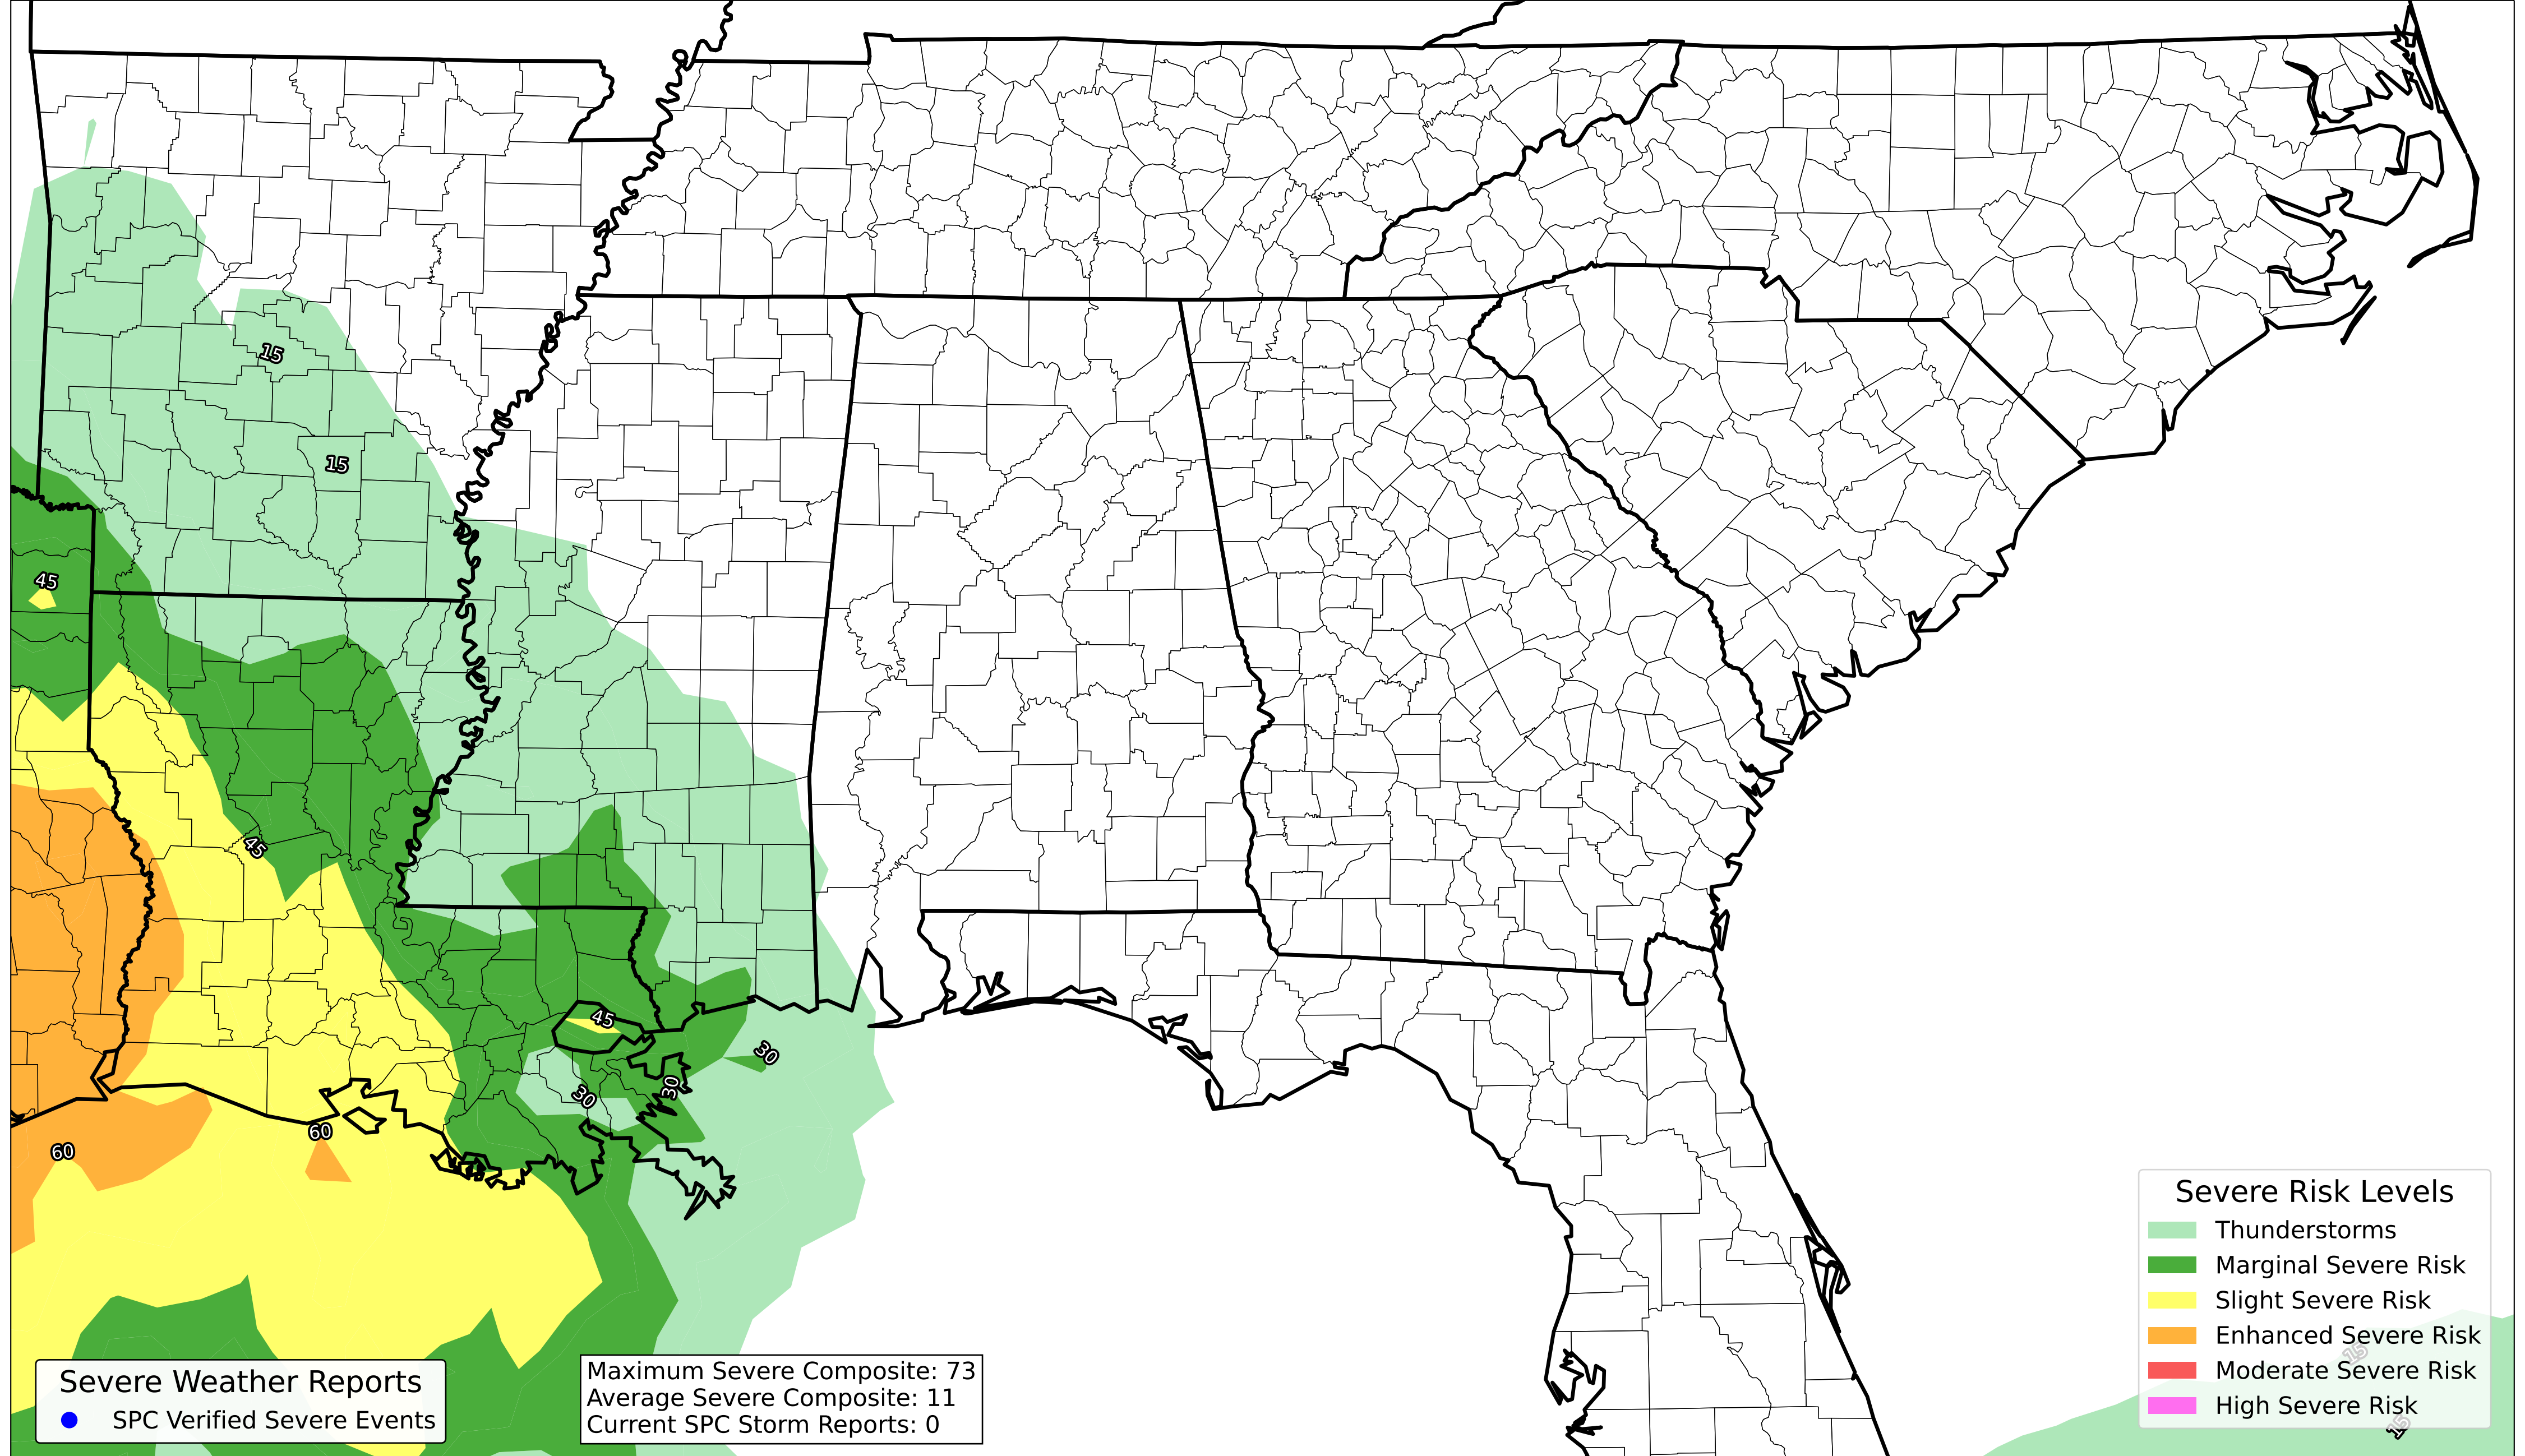 15
15
45
45
45
30
30
30
60
60
Severe Risk Levels
Thunderstorms
Marginal Severe Risk
Slight Severe Risk
Enhanced Severe Risk
Moderate Severe Risk
High Severe Risk
15
15
Severe Weather Reports
SPC Verified Severe Events
Maximum Severe Composite: 73
Average Severe Composite: 11
Current SPC Storm Reports: 0